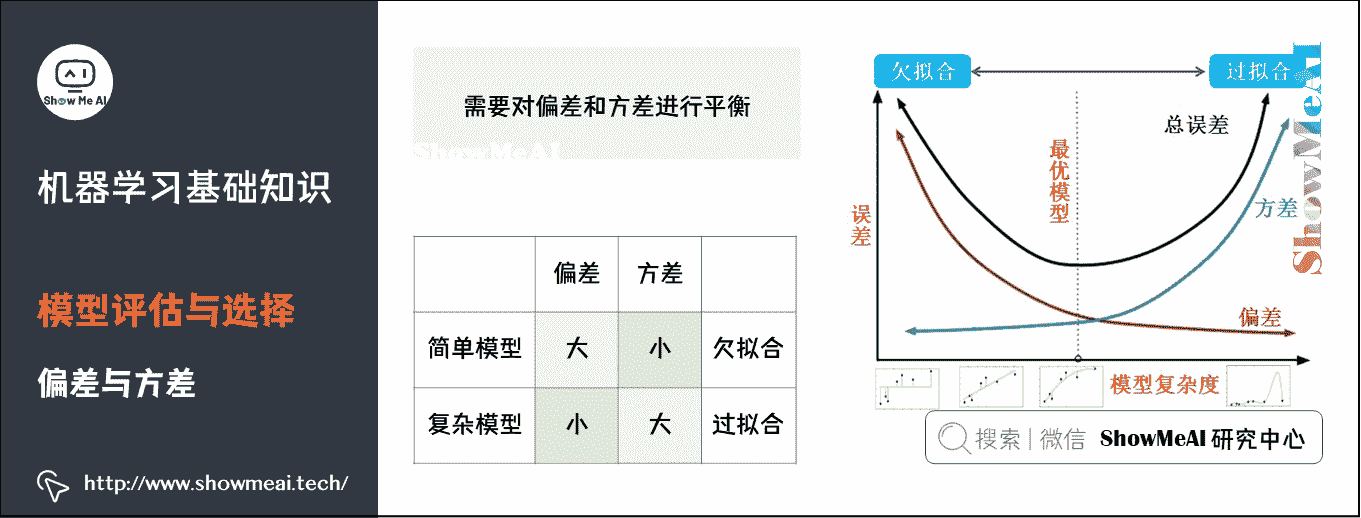 Show Me AI
机器学习基础知识
模型评估与选择
偏差与方差
http://www.showmeai.tech/
需要对偏差和方差进行平衡
ShowMeAI
偏差 方差
简单模型 大 小 欠拟合
复杂模型 小 大 过拟合
欠拟合 过拟合
总误差
最优模型
误差
方差
偏差
模型复杂度
ShowMeAI
搜索 | 微信 ShowMeAI 研究中心